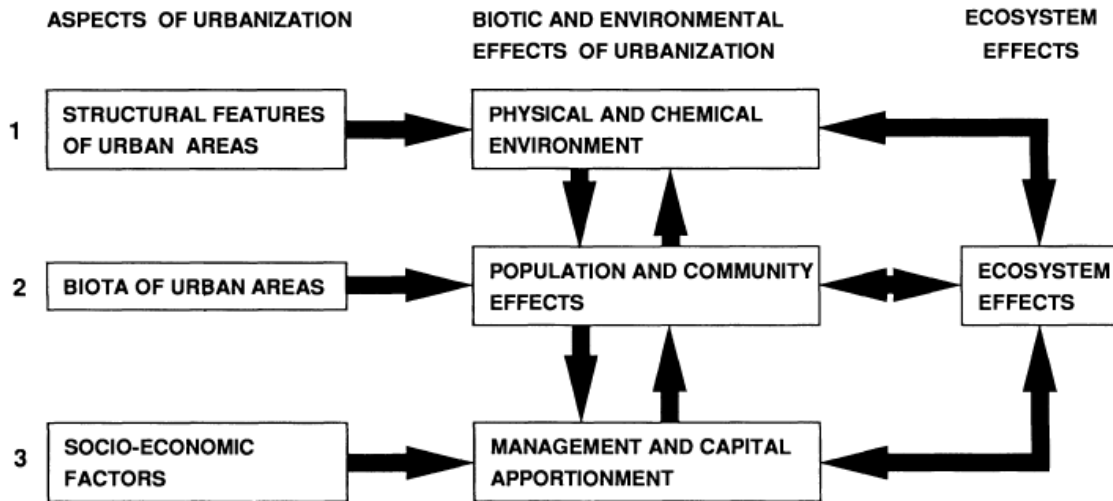 ASPECTS OF URBANIZATION
BIOTIC AND ENVIRONMENTAL
EFFECTS OF URBANIZATION
ECOSYSTEM
EFFECTS
1
STRUCTURAL FEATURES
OF URBAN AREAS
PHYSICAL AND CHEMICAL
ENVIRONMENT
2
BIOTA OF URBAN AREAS
POPULATION AND COMMUNITY
EFFECTS
ECOSYSTEM
EFFECTS
3
SOCIO-ECONOMIC
FACTORS
MANAGEMENT AND CAPITAL
APPORTIONMENT